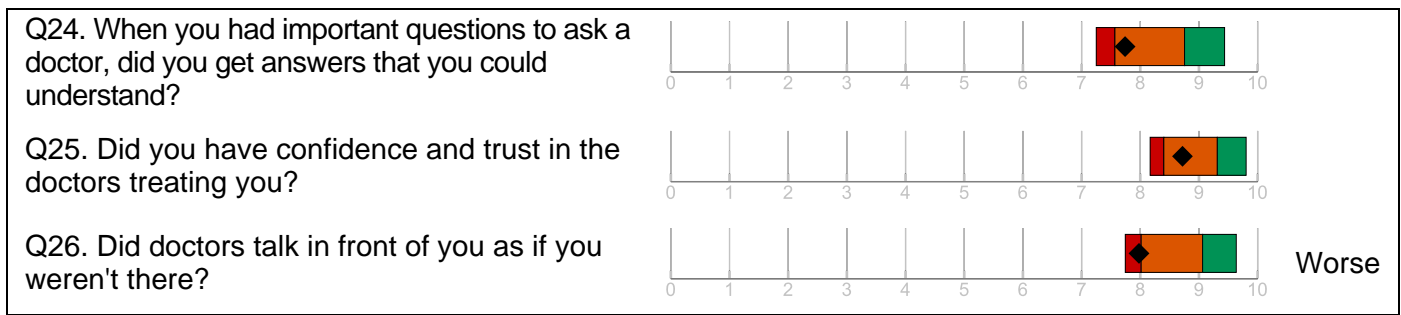 Q24. When you had important questions to ask a
doctor, did you get answers that you could
understand?
0 1 2 3 4 5 6 7 8 9 10
Q25. Did you have confidence and trust in the
doctors treating you?
0 1 2 3 4 5 6 7 8 9 10
Q26. Did doctors talk in front of you as if you
weren't there?
Worse
0 1 2 3 4 5 6 7 8 9 10